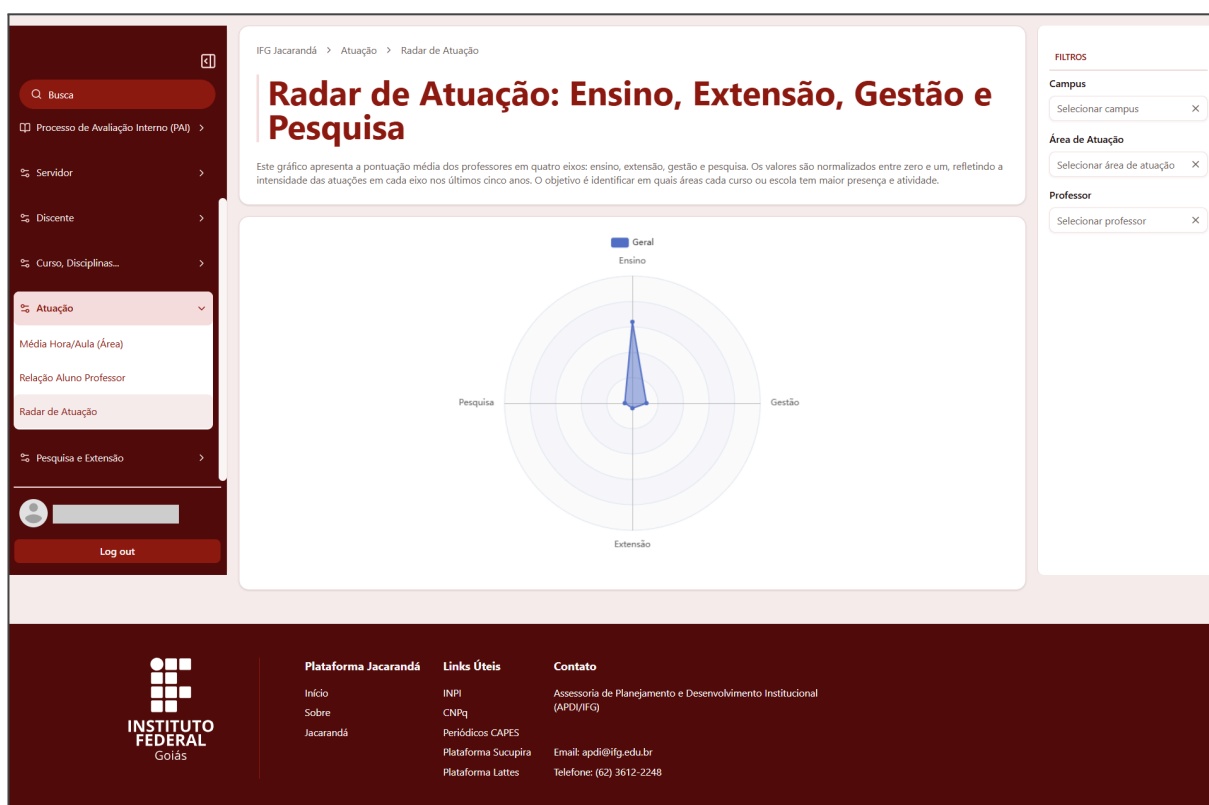 Busca
Processo de Avaliação Interno (PAI)
Servidor
Discente
Curso, Disciplinas...
Atuação
Média Hora/Aula (Área)
Relação Aluno Professor
Radar de Atuação
Pesquisa e Extensão
Log out
IFG Jacarandá > Atuação > Radar de Atuação
Radar de Atuação: Ensino, Extensão, Gestão e
Pesquisa
Este gráfico apresenta a pontuação média dos professores em quatro eixos: ensino, extensão, gestão e pesquisa. Os valores são normalizados entre zero e um, refletindo a
intensidade das atuações em cada eixo nos últimos cinco anos. O objetivo é identificar em quais áreas cada curso ou escola tem maior presença e atividade.
Geral
Ensino
Pesquisa
Gestão
Extensão
FILTROS
Campus
Selecionar campus
Área de Atuação
Selecionar área de atuação
Professor
Selecionar professor
INSTITUTO
FEDERAL
Goiás
Plataforma Jacarandá
Início
Sobre
Jacarandá
Links Úteis
INPI
CNPq
Periódicos CAPES
Plataforma Sucupira
Plataforma Lattes
Contato
Assessoria de Planejamento e Desenvolvimento Institucional
(APDI/IFG)
Email: apdi@ifg.edu.br
Telefone: (62) 3612-2248